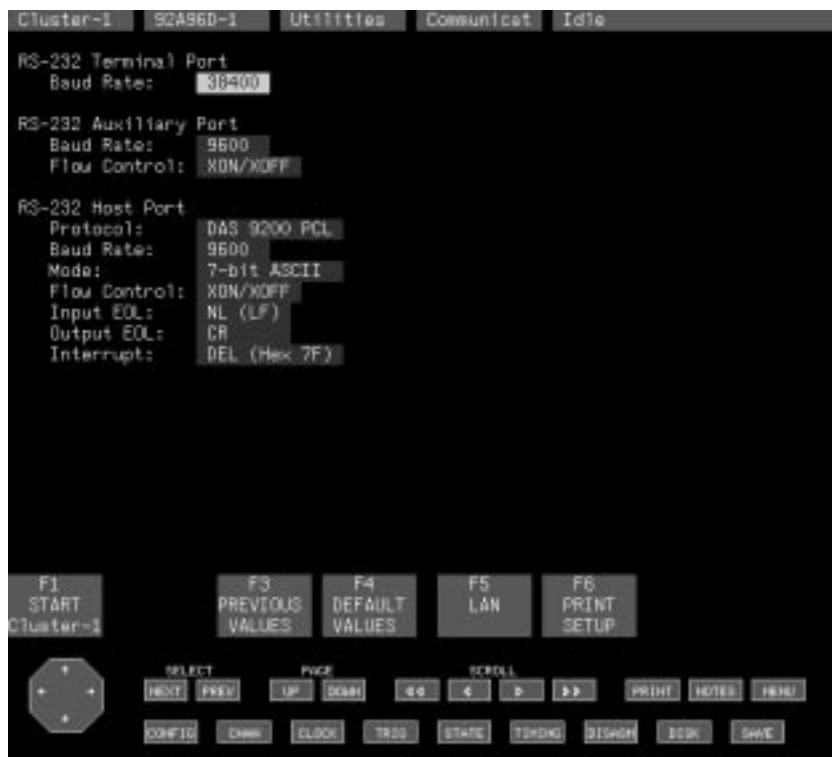 Cluster-1 92A96D-1 Utilities Communicat Idle
RS-232 Terminal Port
Baud Rate: 38400
RS-232 Auxiliary Port
Baud Rate: 9600
Flow Control: XON/XOFF
RS-232 Host Port
Protocol: DAS 9200 PCL
Baud Rate: 9600
Mode: 7-bit ASCII
Flow Control: XON/XOFF
Input EOL: NL (LF)
Output EOL: CR
Interrupt: DEL (Hex 7F)
F1 F3 F4 F5 F6
START PREVIOUS DEFAULT LAN PRINT
Cluster-1 VALUES VALUES SETUP
SELECT PAGE SCROLL
NEXT PREV UP DOWN PRINT NOTES MENU
CONFIG CHAN CLOCK TRIG STATE TIMING DISASM DISK SAVE